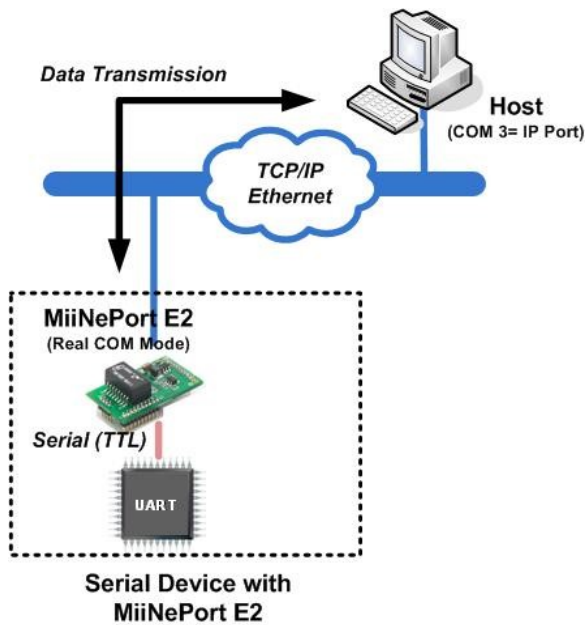 Data Transmission
Host
(COM 3= IP Port)
TCP/IP
Ethernet
MiiNePort E2
(Real COM Mode)
Serial (TTL)
UART
Serial Device with
MiiNePort E2